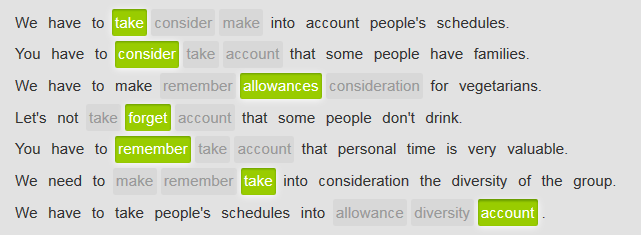 We have to take consider make into account people's schedules.
You have to consider take account that some people have families.
We have to make remember allowances consideration for vegetarians.
Let's not take forget account that some people don't drink.
You have to remember take account that personal time is very valuable.
We need to make remember take into consideration the diversity of the group.
We have to take people's schedules into allowance diversity account .